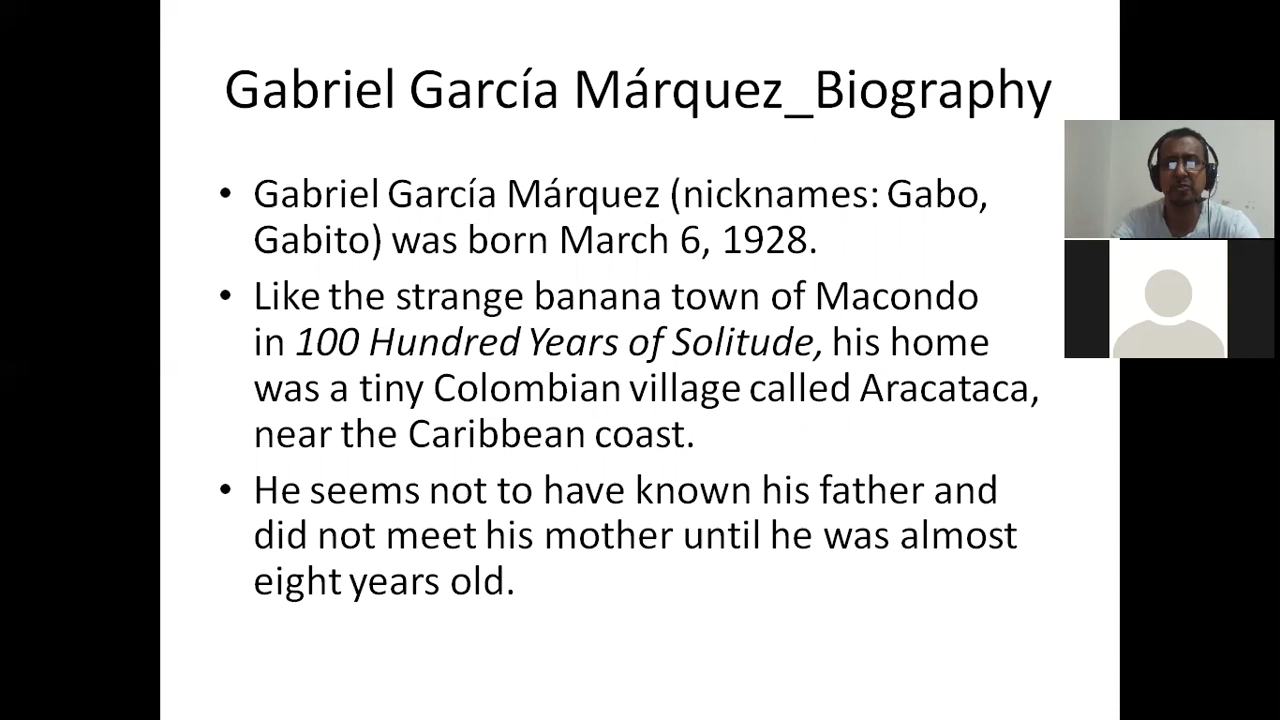 Gabriel García Márquez_Biography
• Gabriel García Márquez (nicknames: Gabo,
Gabito) was born March 6, 1928.
• Like the strange banana town of Macondo
in 100 Hundred Years of Solitude, his home
was a tiny Colombian village called Aracataca,
near the Caribbean coast.
• He seems not to have known his father and
did not meet his mother until he was almost
eight years old.